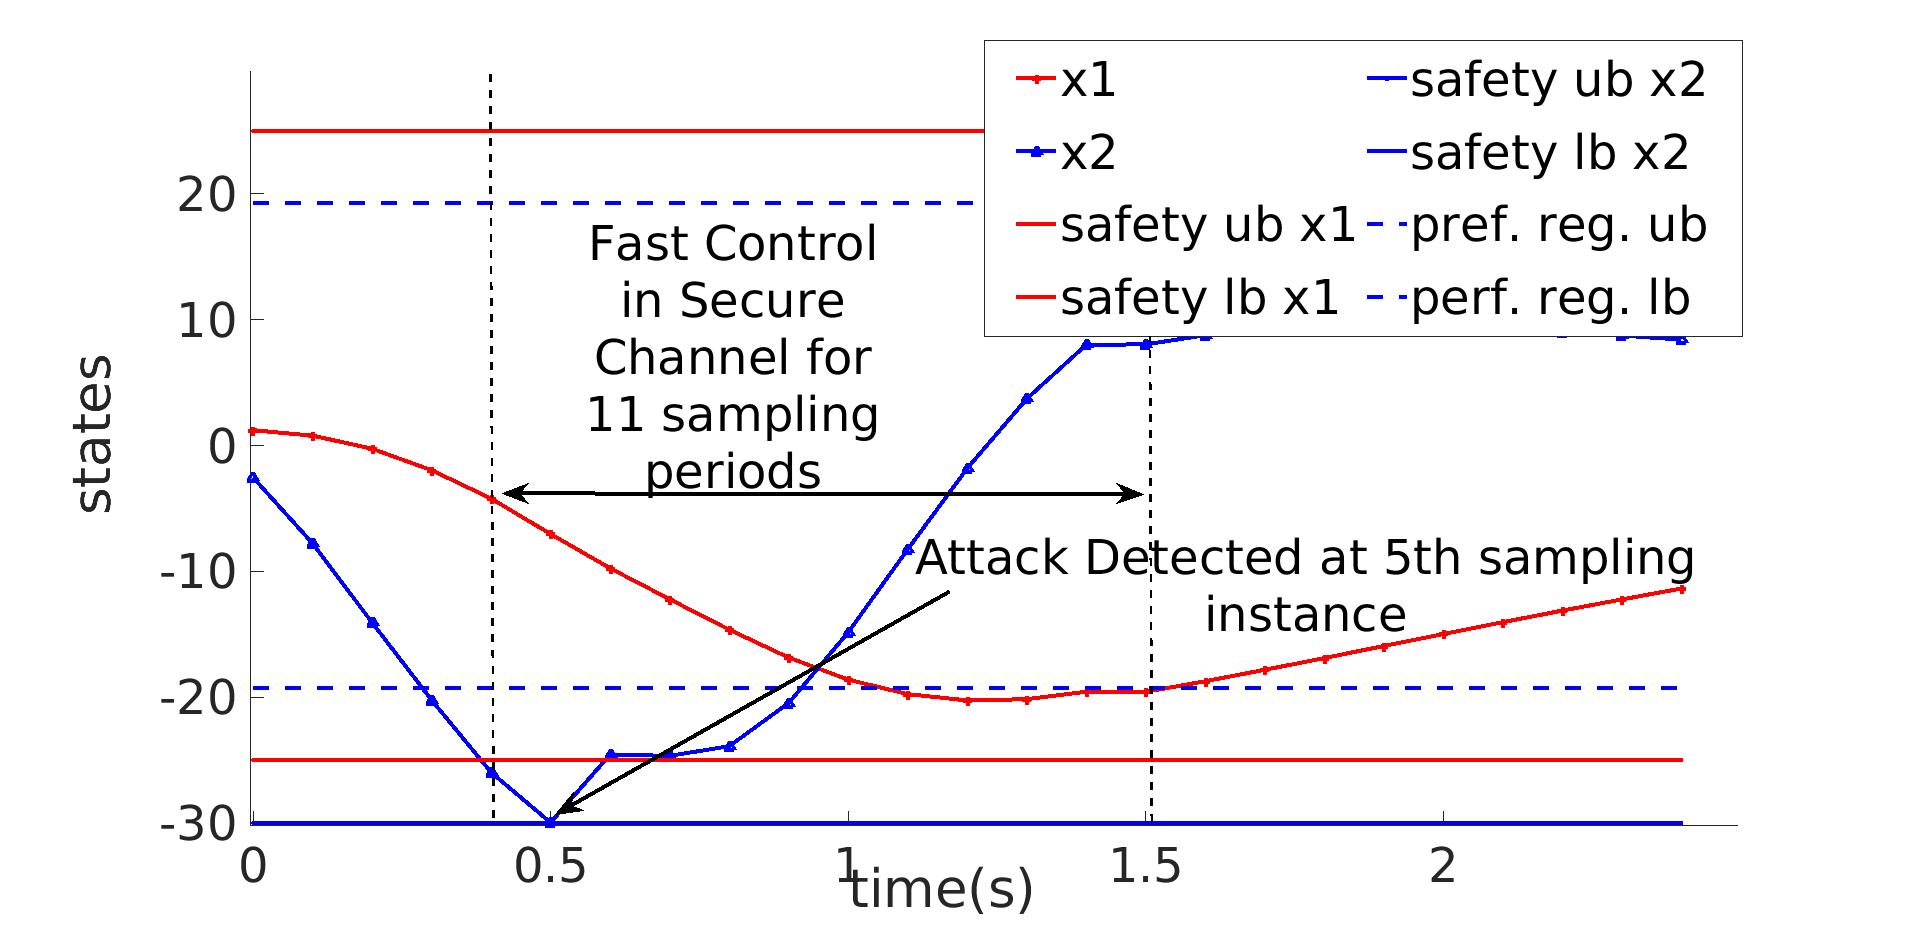 x1
safety ub x2
x2
safety lb x2
safety ub x1
pref. reg. ub
safety lb x1
perf. reg. lb
20
10
0
-10
-20
-30
states
Fast Control
in Secure
Channel for
11 sampling
periods
Attack Detected at 5th sampling
instance
0
0.5
1
1.5
2
time(s)